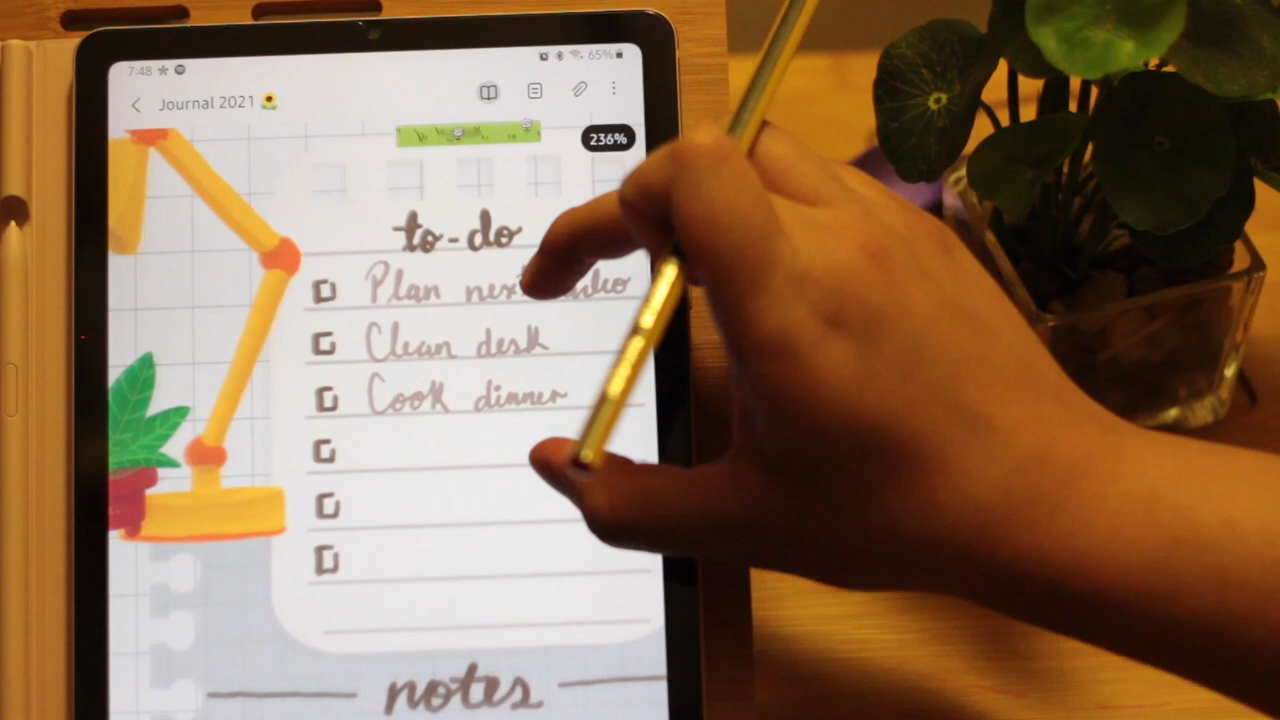 7:48 65%
Journal 2021
236%
to-do
Plan next
Clean desk
Cook dinner
notes